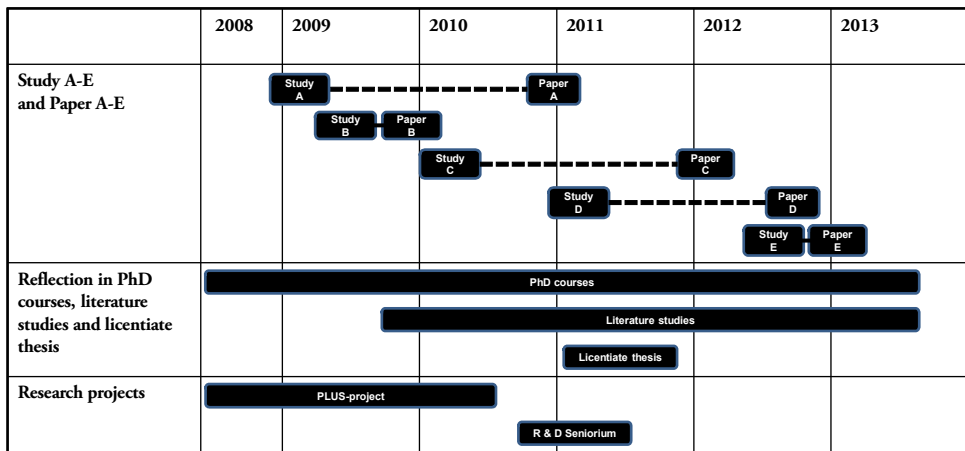 2008 2009 2010 2011 2012 2013
Study A-E
and Paper A-E
Study
A
Paper
A
Study
B
Paper
B
Study
C
Paper
C
Study
D
Paper
D
Study
E
Paper
E
Reflection in PhD
courses, literature
studies and licentiate
thesis
PhD courses
Literature studies
Licentiate thesis
Research projects
PLUS-project
R & D Seniorium